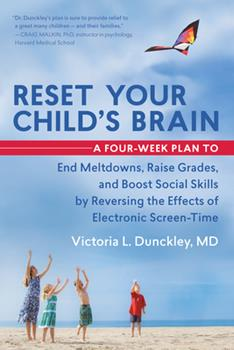 "Dr. Dunckley's plan is sure to provide relief to
a great many children — and their families."
— CRAIG MALKIN, PhD, instructor in psychology,
Harvard Medical School
RESET YOUR
CHILD'S BRAIN
A FOUR-WEEK PLAN TO
End Meltdowns, Raise Grades,
and Boost Social Skills
by Reversing the Effects of
Electronic Screen-Time
Victoria L. Dunckley, MD